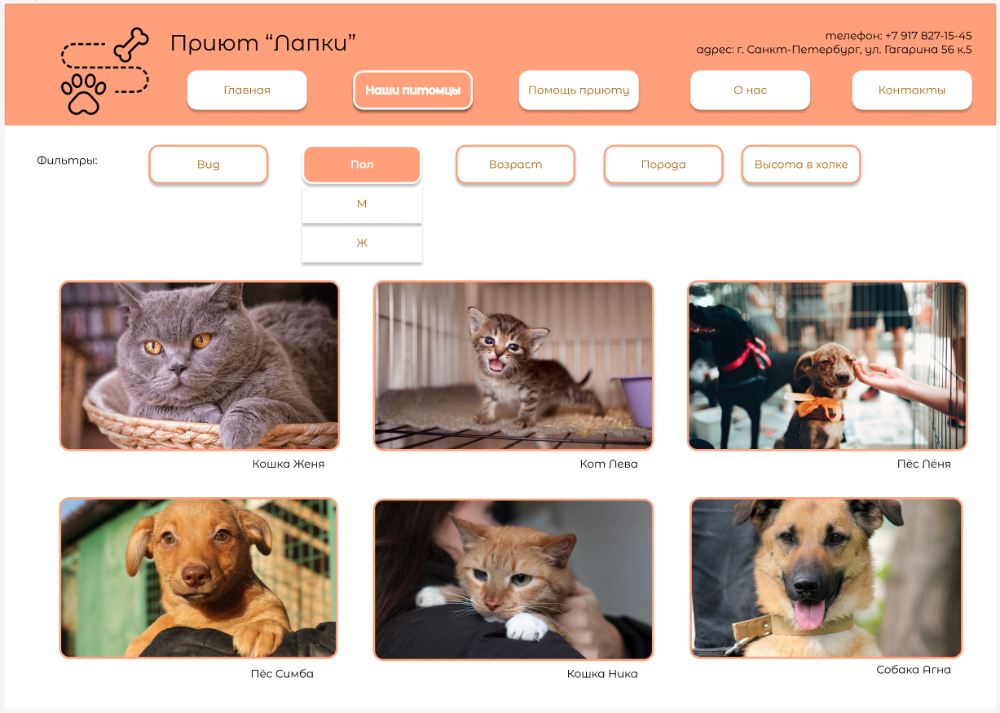 Приют “Лапки”
телефон: +7 917 827-15-45
адрес: г. Санкт-Петербург, ул. Гагарина 56 к.5
Главная
Наши питомцы
Помощь приюту
О нас
Контакты
Фильтры:
Вид
Пол
Возраст
Порода
Высота в холке
М
Ж
Кошка Женя
Кот Лева
Пёс Лёня
Пёс Симба
Кошка Ника
Собака Агна